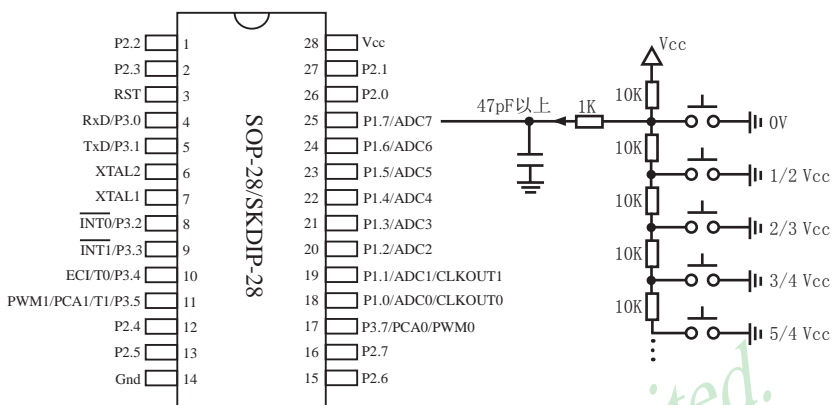 P2.2 1
P2.3 2
RST 3
RxD/P3.0 4
TxD/P3.1 5
XTAL2 6
XTAL1 7
INT0/P3.2 8
INT1/P3.3 9
ECI/T0/P3.4 10
PWM1/PCA1/T1/P3.5 11
P2.4 12
P2.5 13
Gnd 14
SOP-28/SKDIP-28
28 Vcc
27 P2.1
26 P2.0
25 P1.7/ADC7
24 P1.6/ADC6
23 P1.5/ADC5
22 P1.4/ADC4
21 P1.3/ADC3
20 P1.2/ADC2
19 P1.1/ADC1/CLKOUT1
18 P1.0/ADC0/CLKOUT0
17 P3.7/PCA0/PWM0
16 P2.7
15 P2.6
47pF以上
1K
Vcc
10K
0V
10K
1/2 Vcc
10K
2/3 Vcc
10K
3/4 Vcc
10K
5/4 Vcc